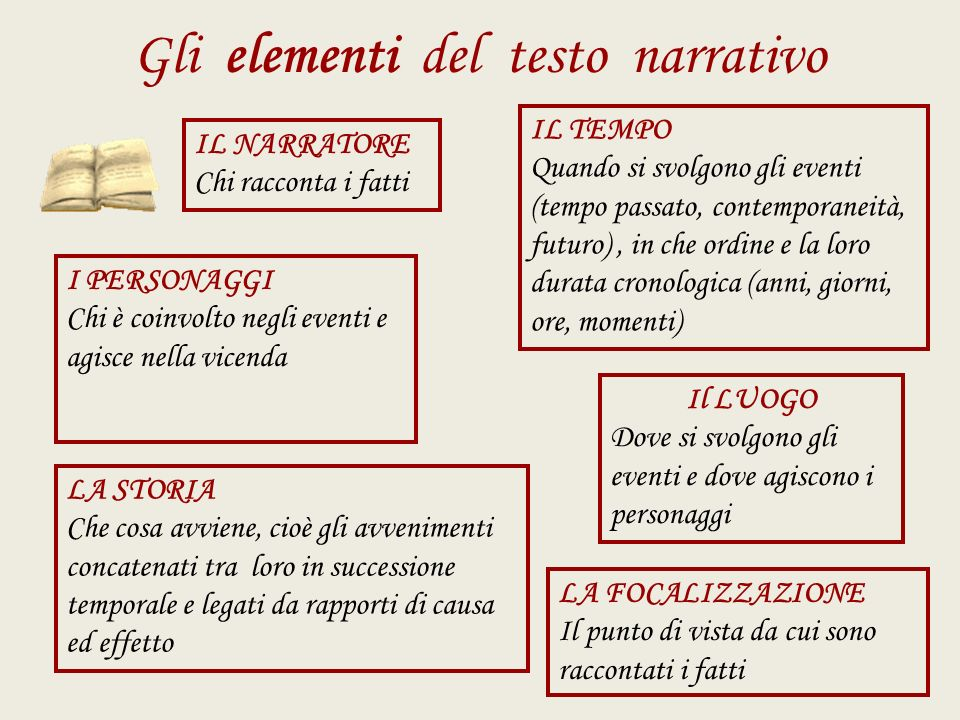 Gli elementi del testo narrativo
IL NARRATORE
Chi racconta i fatti
IL TEMPO
Quando si svolgono gli eventi
(tempo passato, contemporaneità,
futuro) , in che ordine e la loro
durata cronologica (anni, giorni,
ore, momenti)
I PERSONAGGI
Chi è coinvolto negli eventi e
agisce nella vicenda
Il LUOGO
Dove si svolgono gli
eventi e dove agiscono i
personaggi
LA STORIA
Che cosa avviene, cioè gli avvenimenti
concatenati tra loro in successione
temporale e legati da rapporti di causa
ed effetto
LA FOCALIZZAZIONE
Il punto di vista da cui sono
raccontati i fatti